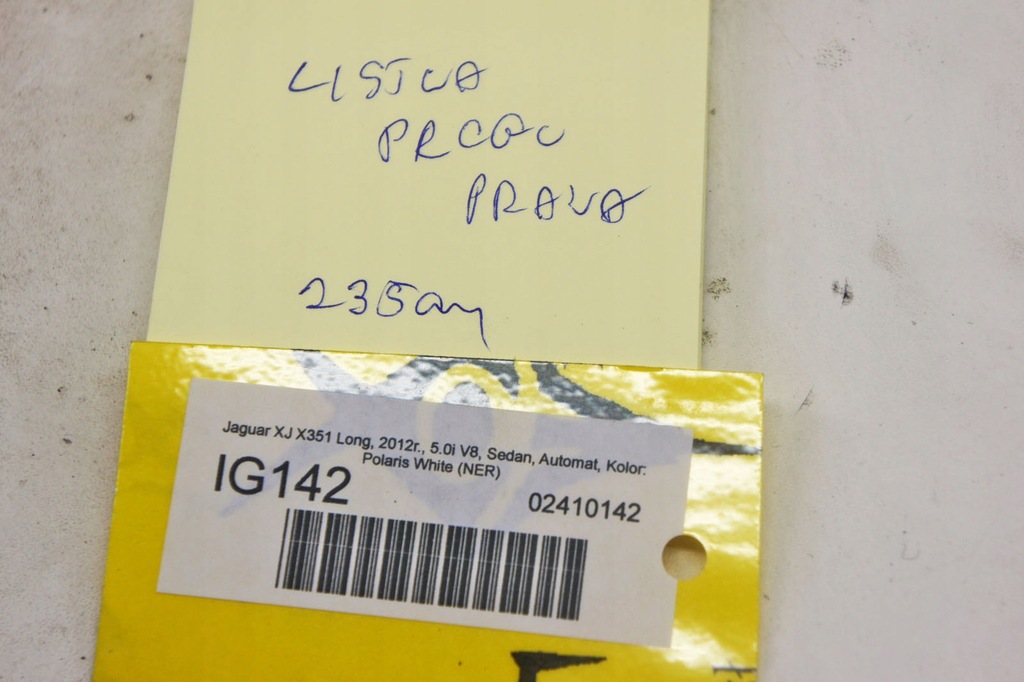 LISTWA
PROGU
PRAWA
235cm
Jaguar XJ X351 Long, 2012r., 5.0i V8, Sedan, Automat, Kolor:
Polaris White (NER)
IG142
02410142